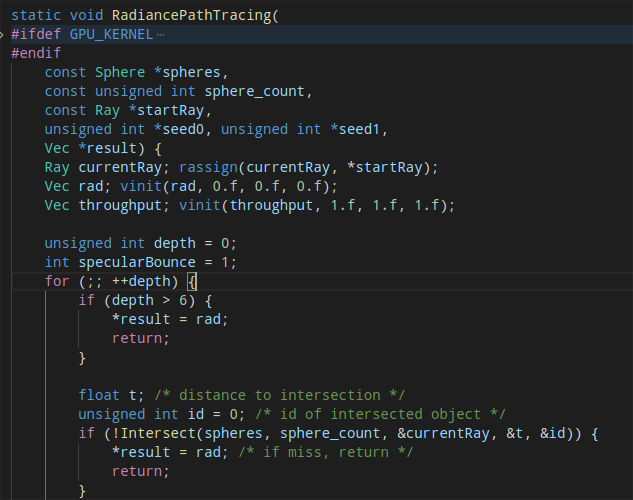 static void RadiancePathTracing(
#ifdef GPU_KERNEL ⋯
#endif
    const Sphere *spheres,
    const unsigned int sphere_count,
    const Ray *startRay,
    unsigned int *seed0, unsigned int *seed1,
    Vec *result) {
    Ray currentRay; rassign(currentRay, *startRay);
    Vec rad; vinit(rad, 0.f, 0.f, 0.f);
    Vec throughput; vinit(throughput, 1.f, 1.f, 1.f);

    unsigned int depth = 0;
    int specularBounce = 1;
    for (;; ++depth) {
        if (depth > 6) {
            *result = rad;
            return;
        }

        float t; /* distance to intersection */
        unsigned int id = 0; /* id of intersected object */
        if (!Intersect(spheres, sphere_count, &currentRay, &t, &id)) {
            *result = rad; /* if miss, return */
            return;
        }